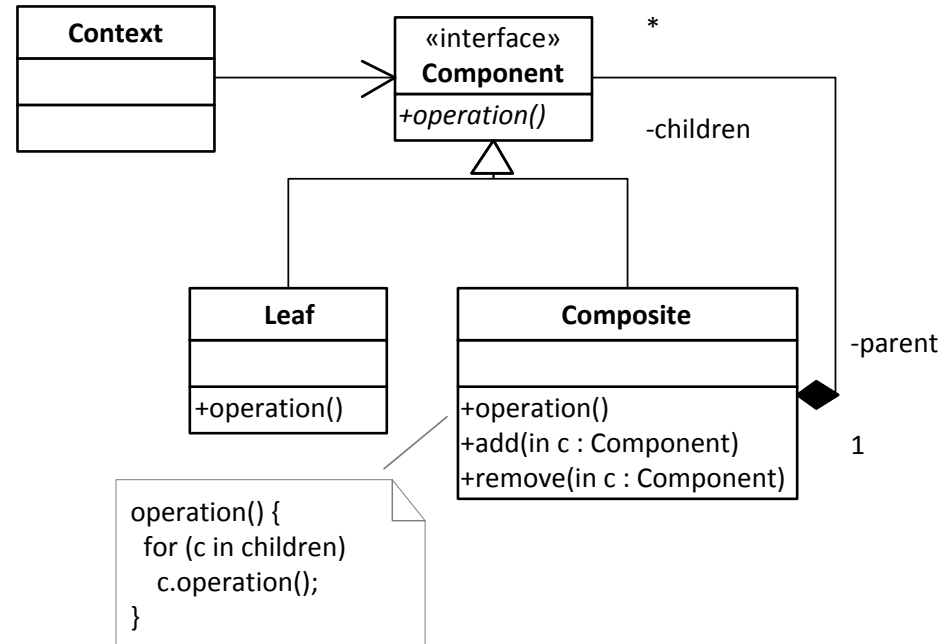 Context
«interface»
Component
+operation()
*
-children
Leaf
+operation()
Composite
+operation()
+add(in c : Component)
+remove(in c : Component)
-parent
1
operation() {
for (c in children)
c.operation();
}